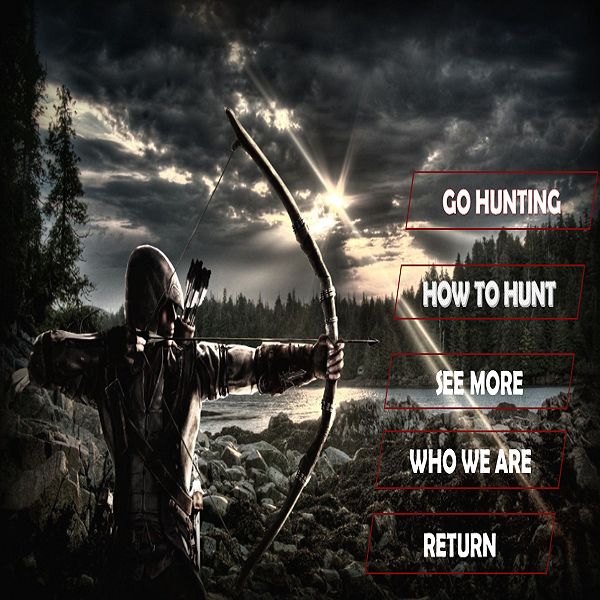 GO HUNTING
HOW TO HUNT
SEE MORE
WHO WE ARE
RETURN